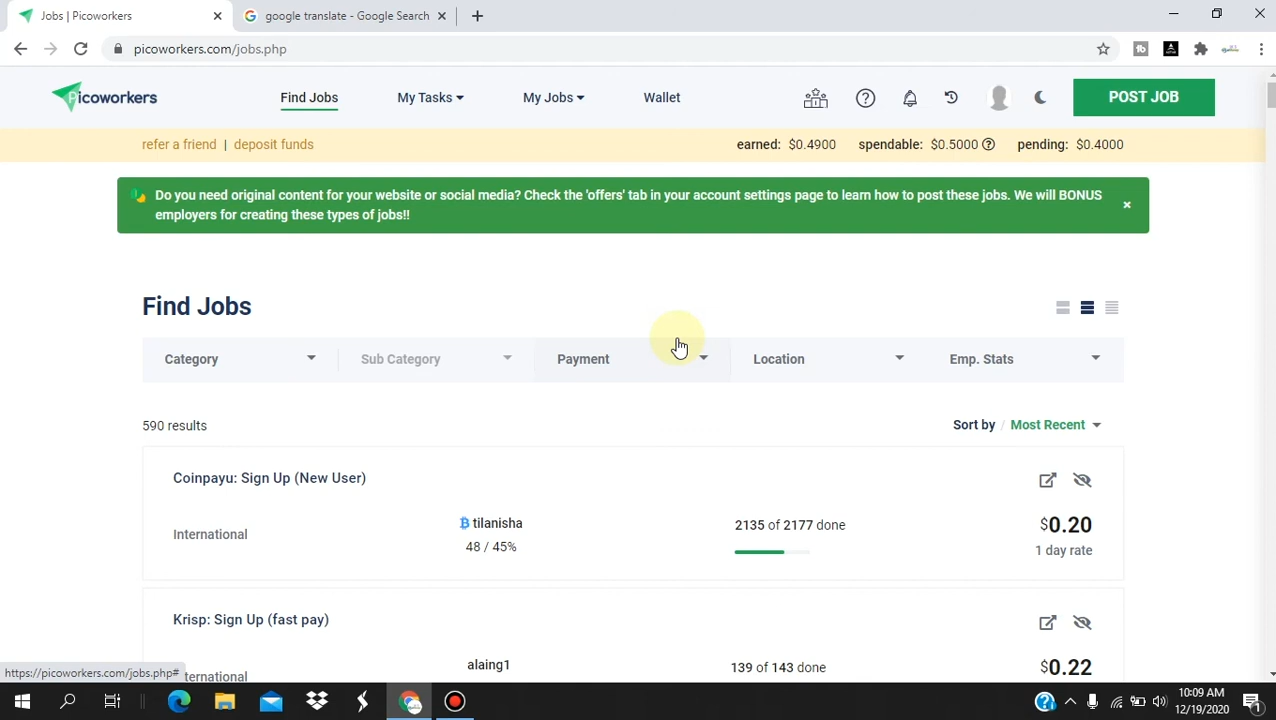 Jobs | Picoworkers
google translate - Google Search
picoworkers.com/jobs.php
Picoworkers
Find Jobs
My Tasks
My Jobs
Wallet
POST JOB
refer a friend | deposit funds
earned: $0.4900 spendable: $0.5000 pending: $0.4000
Do you need original content for your website or social media? Check the 'offers' tab in your account settings page to learn how to post these jobs. We will BONUS
employers for creating these types of jobs!!
Find Jobs
Category
Sub Category
Payment
Location
Emp. Stats
590 results
Sort by / Most Recent
Coinpayu: Sign Up (New User)
International
tilanisha
48 / 45%
2135 of 2177 done
$0.20
1 day rate
Krisp: Sign Up (fast pay)
ternational
alaing1
139 of 143 done
$0.22
https://picoworkers.com/jobs.php#
10:09 AM
12/19/2020
1